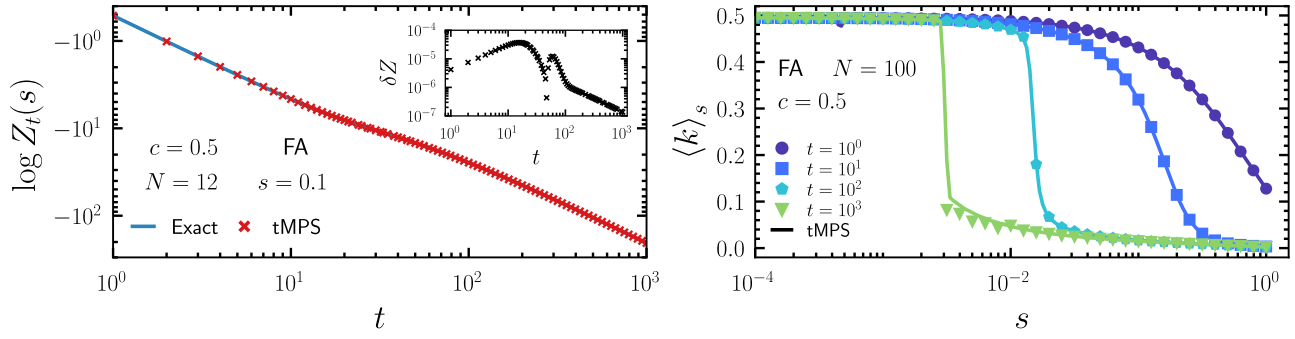 log Z_t(s)
−10^0
−10^1
−10^2
10^0 10^1 10^2 10^3
t
c = 0.5 FA
N = 12 s = 0.1
Exact tMPS
δZ
10^−4
10^−5
10^−6
10^−7
10^0 10^1 10^2 10^3
t
⟨k⟩_s
0.5
0.4
0.3
0.2
0.1
0.0
10^−4 10^−2 10^0
s
FA N = 100
c = 0.5
t = 10^0
t = 10^1
t = 10^2
t = 10^3
tMPS